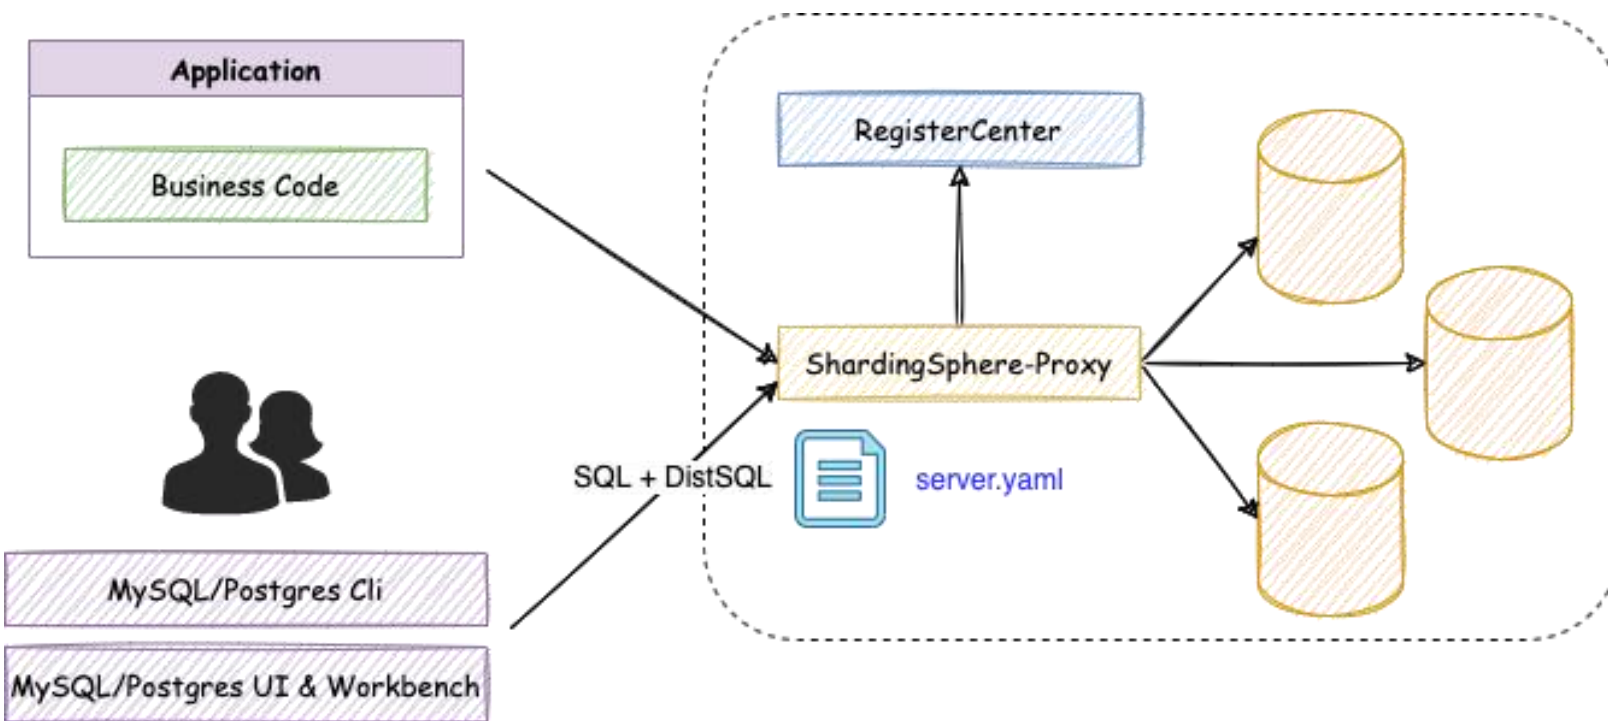 Application
Business Code
RegisterCenter
ShardingSphere-Proxy
SQL + DistSQL
server.yaml
MySQL/Postgres Cli
MySQL/Postgres UI & Workbench